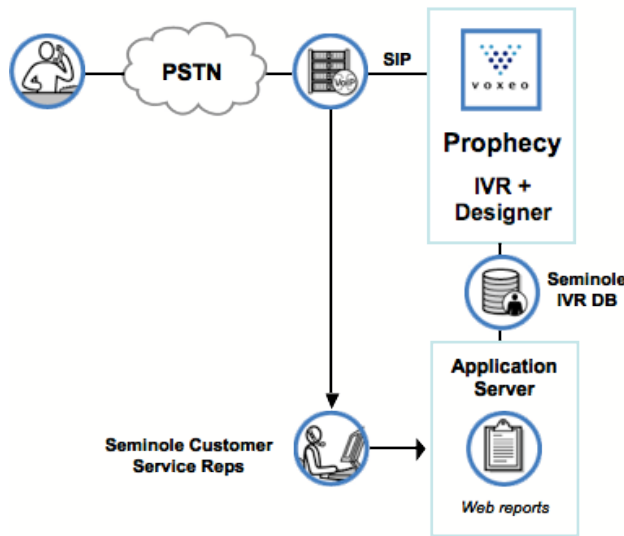 PSTN
VoIP
SIP
voxeo
Prophecy
IVR +
Designer
Seminole
IVR DB
Application
Server
Seminole Customer
Service Reps
Web reports